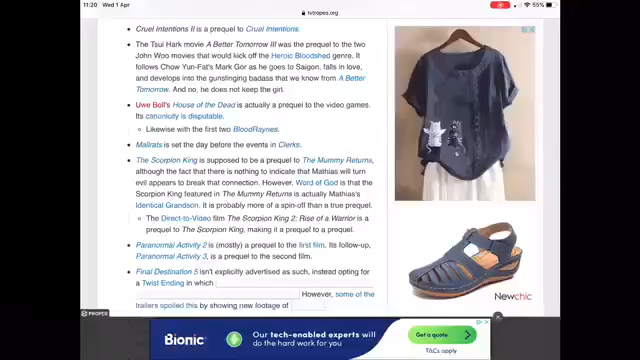 11:20 Wed 1 Apr
tvtropes.org
55%
• Cruel Intentions II is a prequel to Cruel Intentions.
• The Tsui Hark movie A Better Tomorrow III was the prequel to the two
John Woo movies that would kick off the Heroic Bloodshed genre. It
follows Chow Yun-Fat's Mark Gor as he goes to Saigon, falls in love,
and develops into the gunslinging badass that we know from A Better
Tomorrow. And no, he does not keep the girl.
• Uwe Boll's House of the Dead is actually a prequel to the video games.
Its canonicity is disputable.
◦ Likewise with the first two BloodRaynes.
• Mallrats is set the day before the events in Clerks.
• The Scorpion King is supposed to be a prequel to The Mummy Returns,
although the fact that there is nothing to indicate that Mathias will turn
evil appears to break that connection. However, Word of God is that the
Scorpion King featured in The Mummy Returns is actually Mathias's
Identical Grandson. It is probably more of a spin-off than a true prequel.
◦ The Direct-to-Video film The Scorpion King 2: Rise of a Warrior is a
prequel to The Scorpion King, making it a prequel to a prequel.
• Paranormal Activity 2 is (mostly) a prequel to the first film. Its follow-up,
Paranormal Activity 3, is a prequel to the second film.
• Final Destination 5 isn't explicitly advertised as such, instead opting for
a Twist Ending in which
However, some of the
trailers spoiled this by showing new footage of
Newchic
PROPER
Bionic
Our tech-enabled experts will
do the hard work for you
Get a quote
T&Cs apply